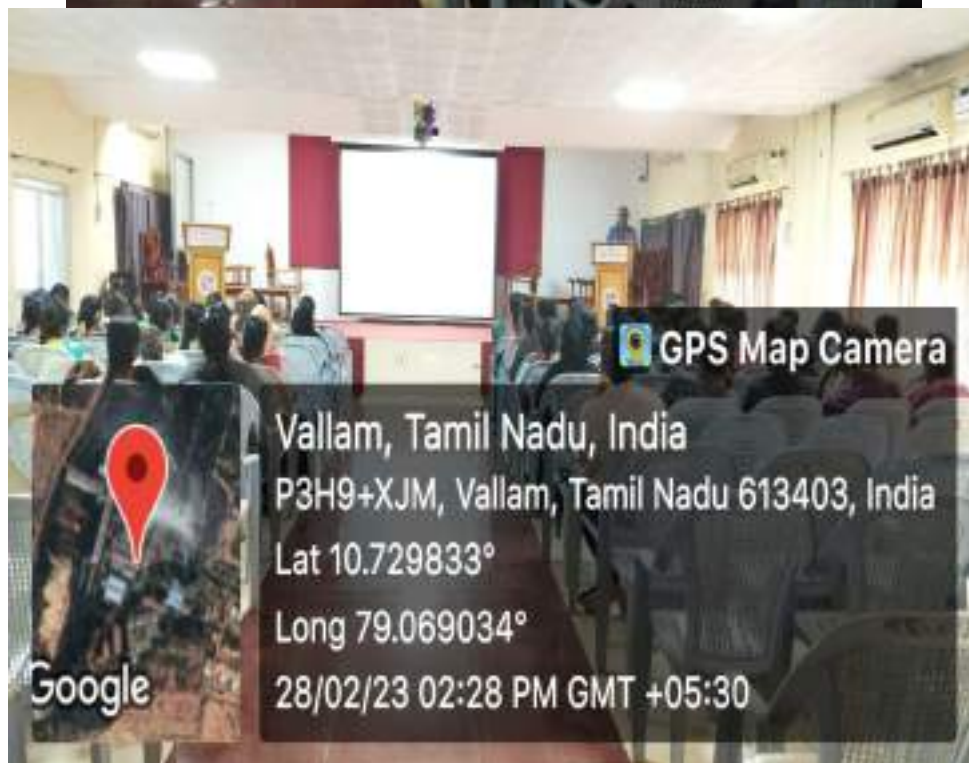 GPS Map Camera
Vallam, Tamil Nadu, India
P3H9+XJM, Vallam, Tamil Nadu 613403, India
Lat 10.729833°
Long 79.069034°
28/02/23 02:28 PM GMT +05:30
Google